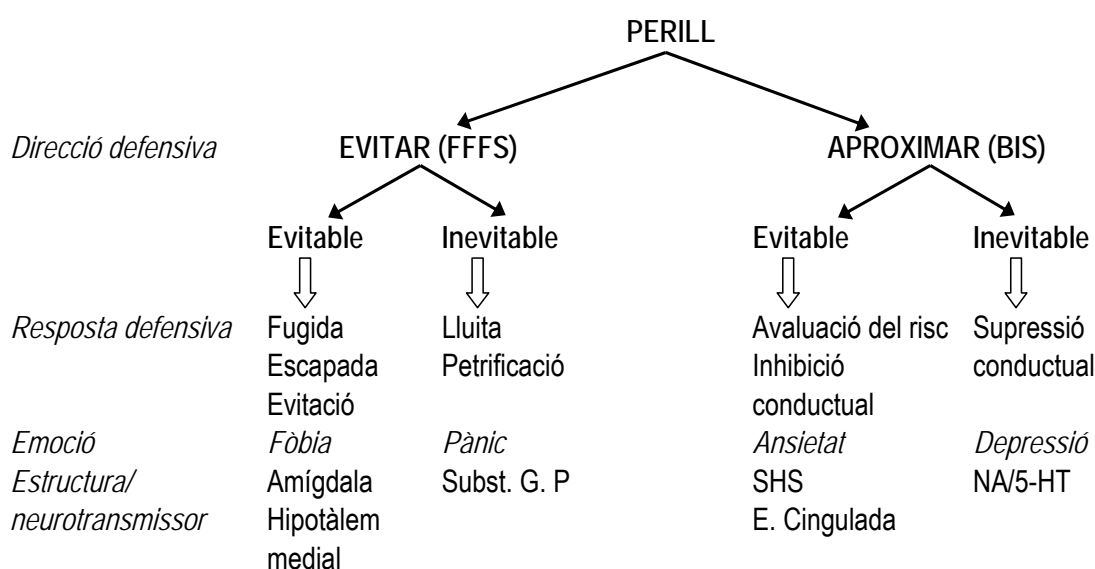 PERILL
Direcció defensiva EVITAR (FFFS) APROXIMAR (BIS)
Evitable Inevitable Evitable Inevitable
Resposta defensiva Fugida Lluita Avaluació del risc Supressió
Escapada Petrificació Inhibició conductual
Evitació conductual
Emoció Fòbia Pànic Ansietat Depressió
Estructura/ Amígdala Subst. G. P SHS NA/5-HT
neurotransmissor Hipotàlem E. Cingulada
medial